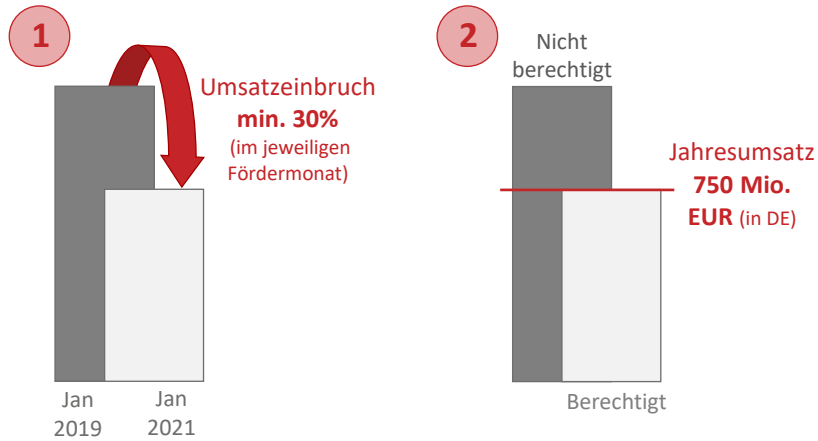 1
Umsatzeinbruch
min. 30%
(im jeweiligen
Fördermonat)
Jan
2019
Jan
2021
2
Nicht
berechtigt
Jahresumsatz
750 Mio.
EUR (in DE)
Berechtigt